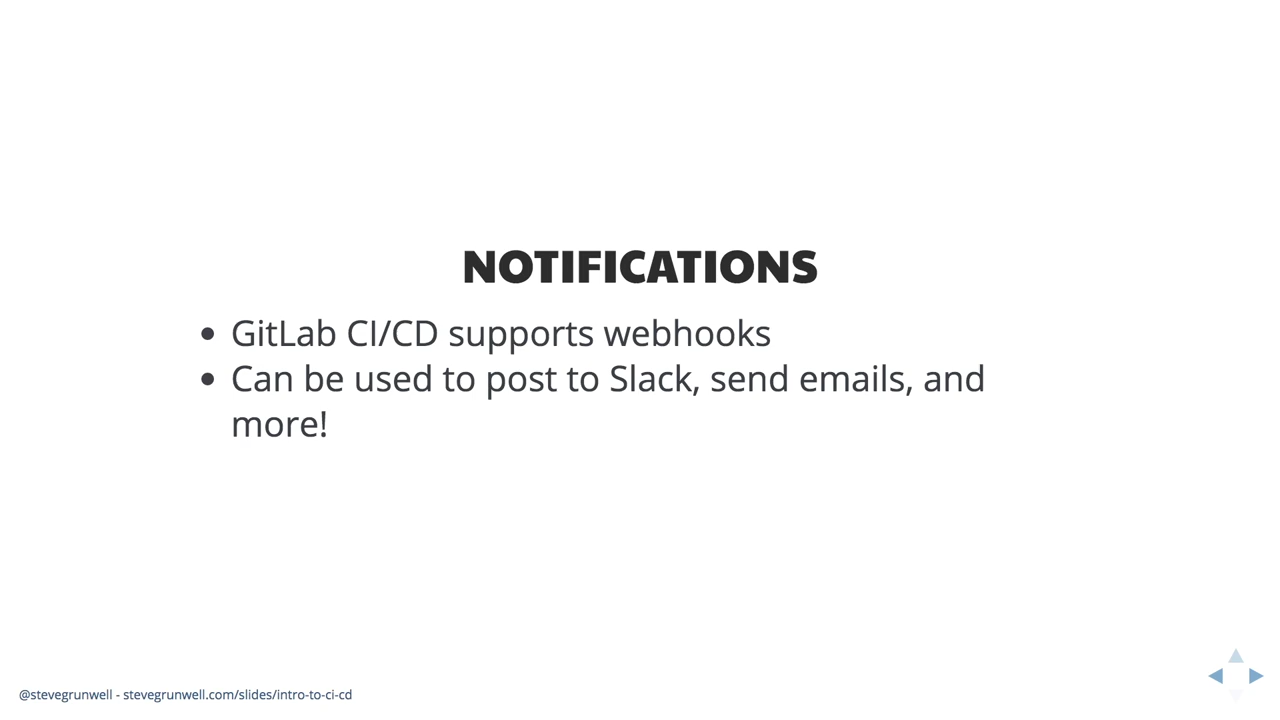 NOTIFICATIONS
• GitLab CI/CD supports webhooks
• Can be used to post to Slack, send emails, and
more!
@stevegrunwell - stevegrunwell.com/slides/intro-to-ci-cd